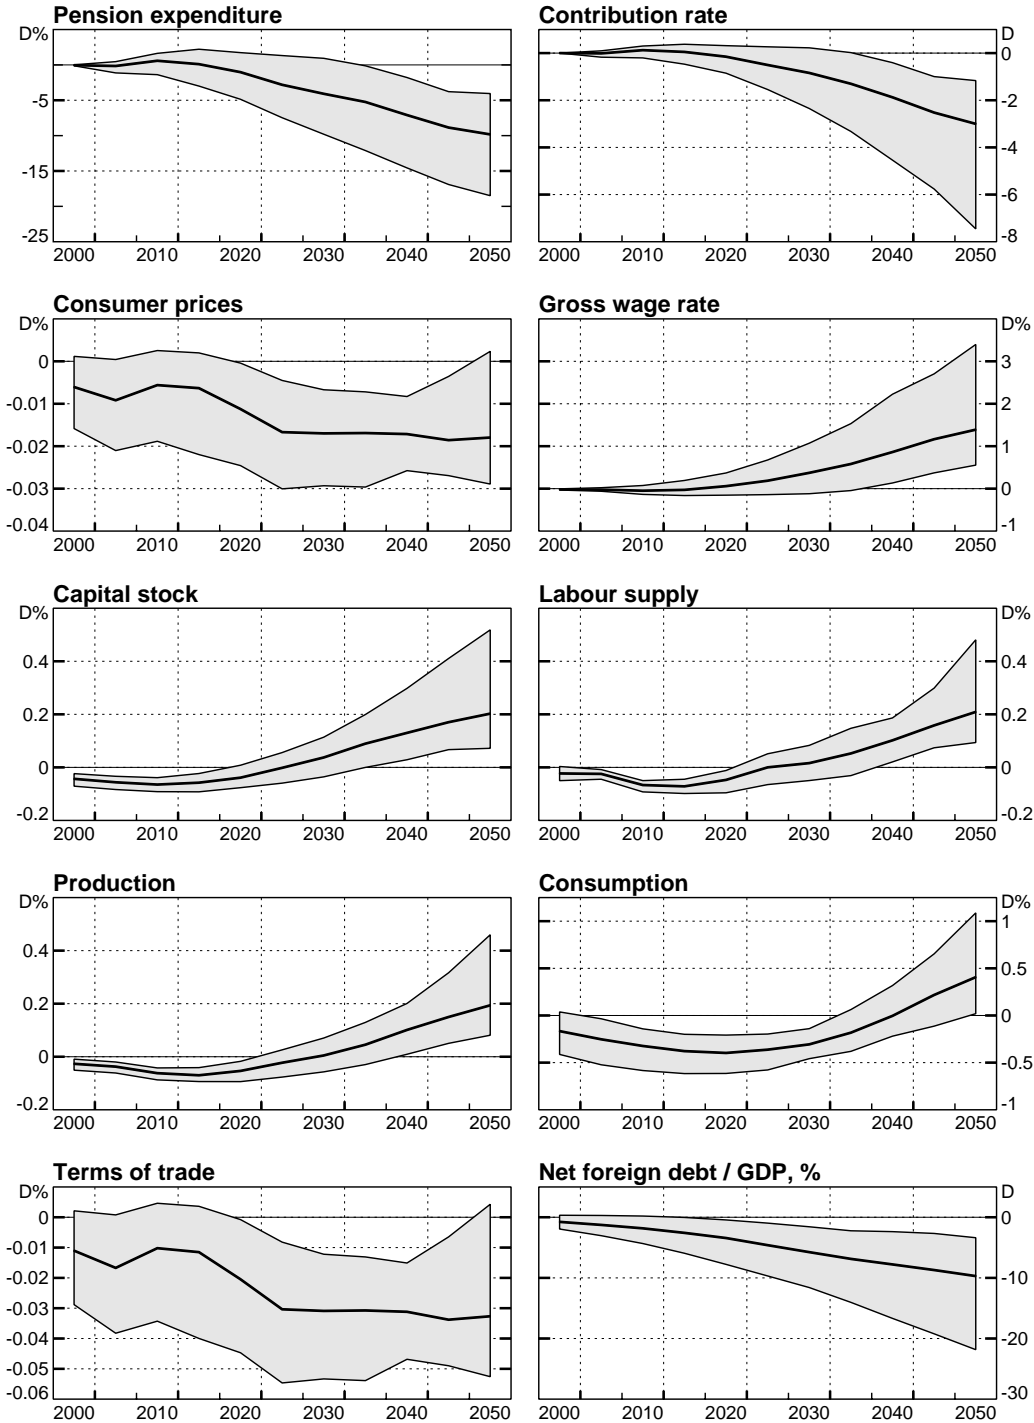 Pension expenditure
D%
-5
-15
-25
2000 2010 2020 2030 2040 2050
Contribution rate
D
0
-2
-4
-6
-8
2000 2010 2020 2030 2040 2050
Consumer prices
D%
0
-0.01
-0.02
-0.03
-0.04
2000 2010 2020 2030 2040 2050
Gross wage rate
D%
3
2
1
0
-1
2000 2010 2020 2030 2040 2050
Capital stock
D%
0.4
0.2
0
-0.2
2000 2010 2020 2030 2040 2050
Labour supply
D%
0.4
0.2
0
-0.2
2000 2010 2020 2030 2040 2050
Production
D%
0.4
0.2
0
-0.2
2000 2010 2020 2030 2040 2050
Consumption
D%
1
0.5
0
-0.5
-1
2000 2010 2020 2030 2040 2050
Terms of trade
D%
0
-0.01
-0.02
-0.03
-0.04
-0.05
-0.06
2000 2010 2020 2030 2040 2050
Net foreign debt / GDP, %
D
0
-10
-20
-30
2000 2010 2020 2030 2040 2050